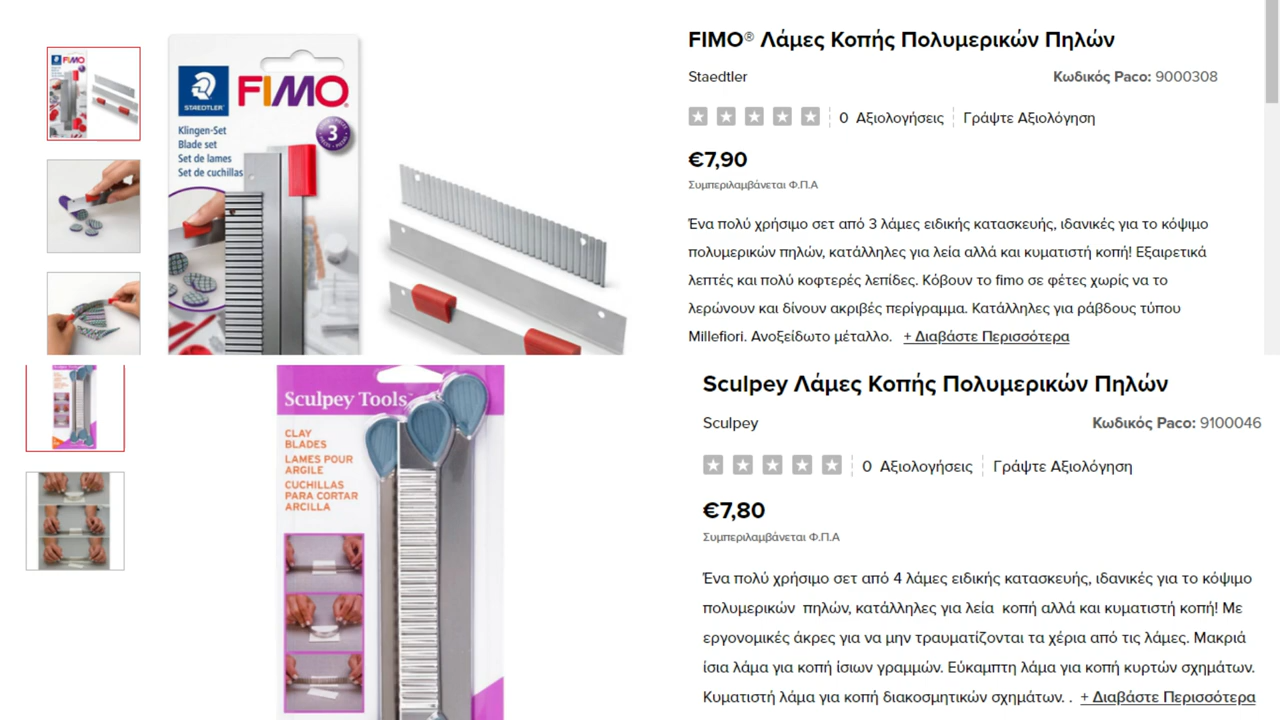 STAEDTLER
FIMO
Klingen-Set
Blade set
Set de lames
Set de cuchillas
3
FIMO® Λάμες Κοπής Πολυμερικών Πηλών
Staedtler
Κωδικός Paco: 9000308
0 Αξιολογήσεις
Γράψτε Αξιολόγηση
€7,90
Συμπεριλαμβάνεται Φ.Π.Α
Ένα πολύ χρήσιμο σετ από 3 λάμες ειδικής κατασκευής, ιδανικές για το κόψιμο
πολυμερικών πηλών, κατάλληλες για λεία αλλά και κυματιστή κοπή! Εξαιρετικά
λεπτές και πολύ κοφτερές λεπίδες. Κόβουν το fimo σε φέτες χωρίς να το
λερώνουν και δίνουν ακριβές περίγραμμα. Κατάλληλες για ράβδους τύπου
Millefiori. Ανοξείδωτο μέταλλο. + Διαβάστε Περισσότερα
Sculpey Tools
CLAY
BLADES
LAMES POUR
ARGILE
CUCHILLAS
PARA CORTAR
ARCILLA
Sculpey Λάμες Κοπής Πολυμερικών Πηλών
Sculpey
Κωδικός Paco: 9100046
0 Αξιολογήσεις
Γράψτε Αξιολόγηση
€7,80
Συμπεριλαμβάνεται Φ.Π.Α
Ένα πολύ χρήσιμο σετ από 4 λάμες ειδικής κατασκευής, ιδανικές για το κόψιμο
πολυμερικών πηλών, κατάλληλες για λεία κοπή αλλά και κυματιστή κοπή! Με
εργονομικές άκρες για να μην τραυματίζονται τα χέρια από τις λάμες. Μακριά
ίσια λάμα για κοπή ίσιων γραμμών. Εύκαμπτη λάμα για κοπή κυρτών σχημάτων.
Κυματιστή λάμα για κοπή διακοσμητικών σχημάτων. . + Διαβάστε Περισσότερα